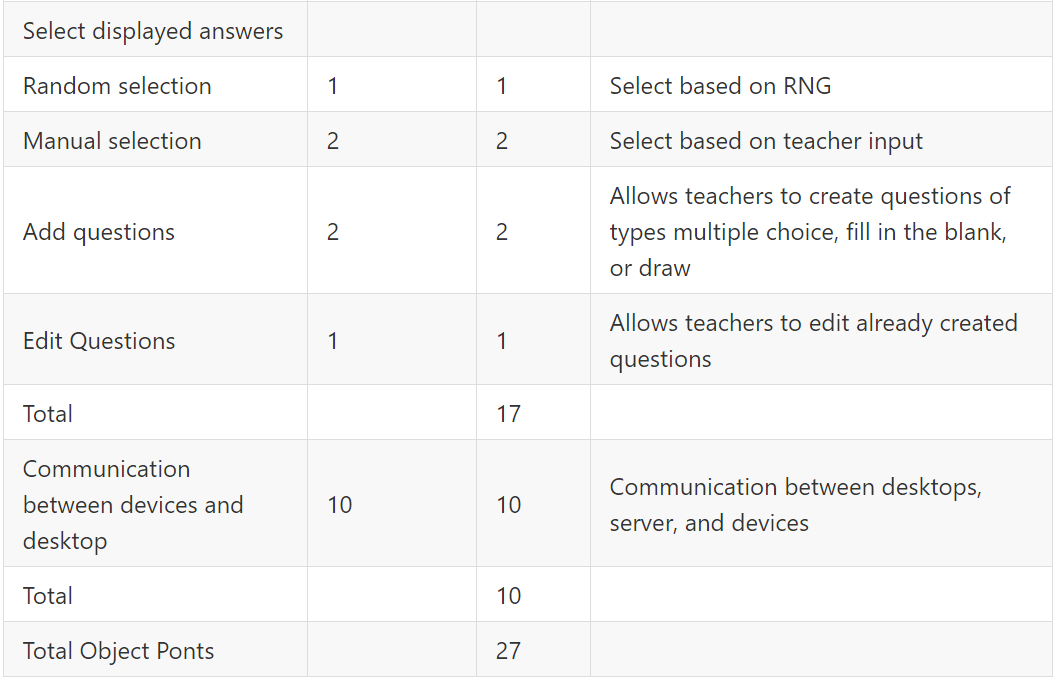 Select displayed answers
Random selection 1 1 Select based on RNG
Manual selection 2 2 Select based on teacher input
Add questions 2 2 Allows teachers to create questions of
types multiple choice, fill in the blank,
or draw
Edit Questions 1 1 Allows teachers to edit already created
questions
Total 17
Communication
between devices and
desktop
10 10 Communication between desktops,
server, and devices
Total 10
Total Object Ponts 27